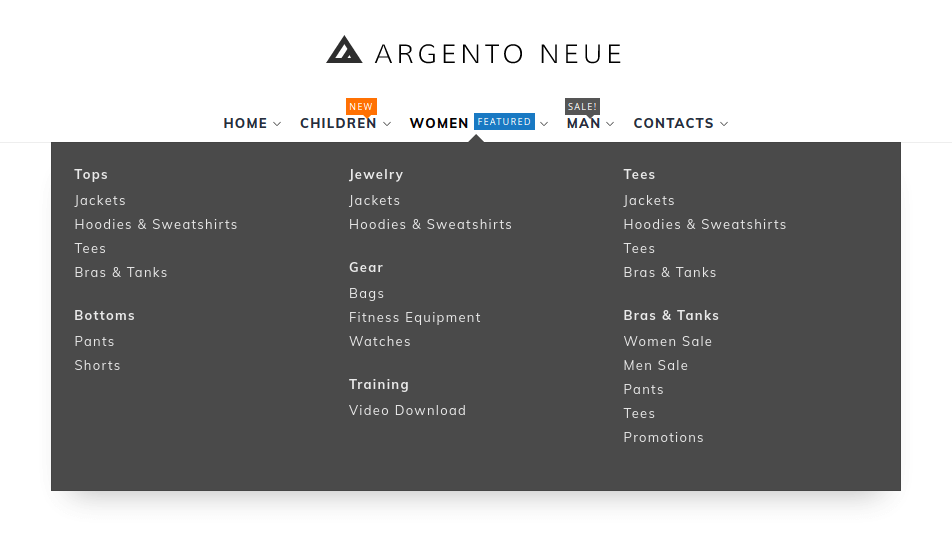 ARGENTO NEUE
NEW
SALE!
HOME CHILDREN WOMEN FEATURED MAN CONTACTS
Tops
Jackets
Hoodies & Sweatshirts
Tees
Bras & Tanks
Bottoms
Pants
Shorts
Jewelry
Jackets
Hoodies & Sweatshirts
Gear
Bags
Fitness Equipment
Watches
Training
Video Download
Tees
Jackets
Hoodies & Sweatshirts
Tees
Bras & Tanks
Bras & Tanks
Women Sale
Men Sale
Pants
Tees
Promotions